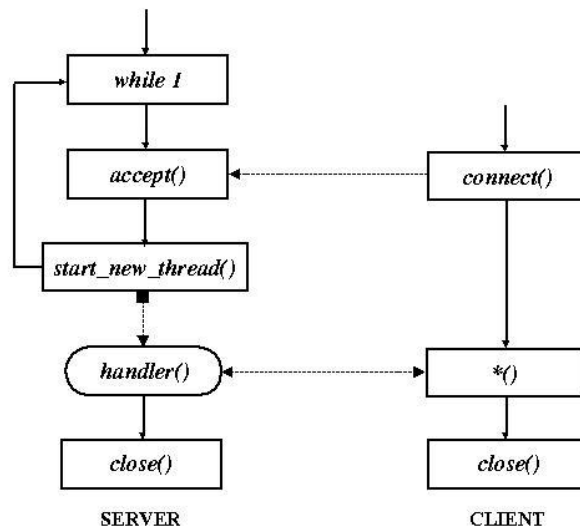 while 1
accept()
connect()
start_new_thread()
handler()
*()
close()
close()
SERVER
CLIENT